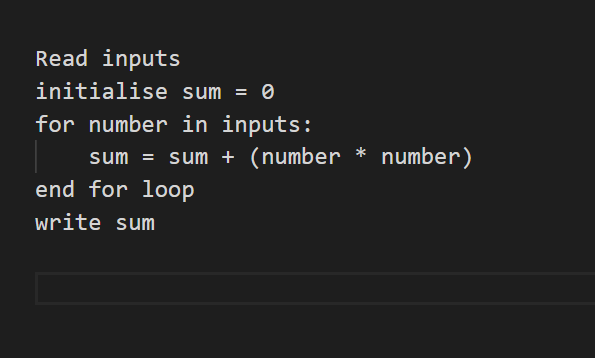 Read inputs
initialise sum = 0
for number in inputs:
    sum = sum + (number * number)
end for loop
write sum